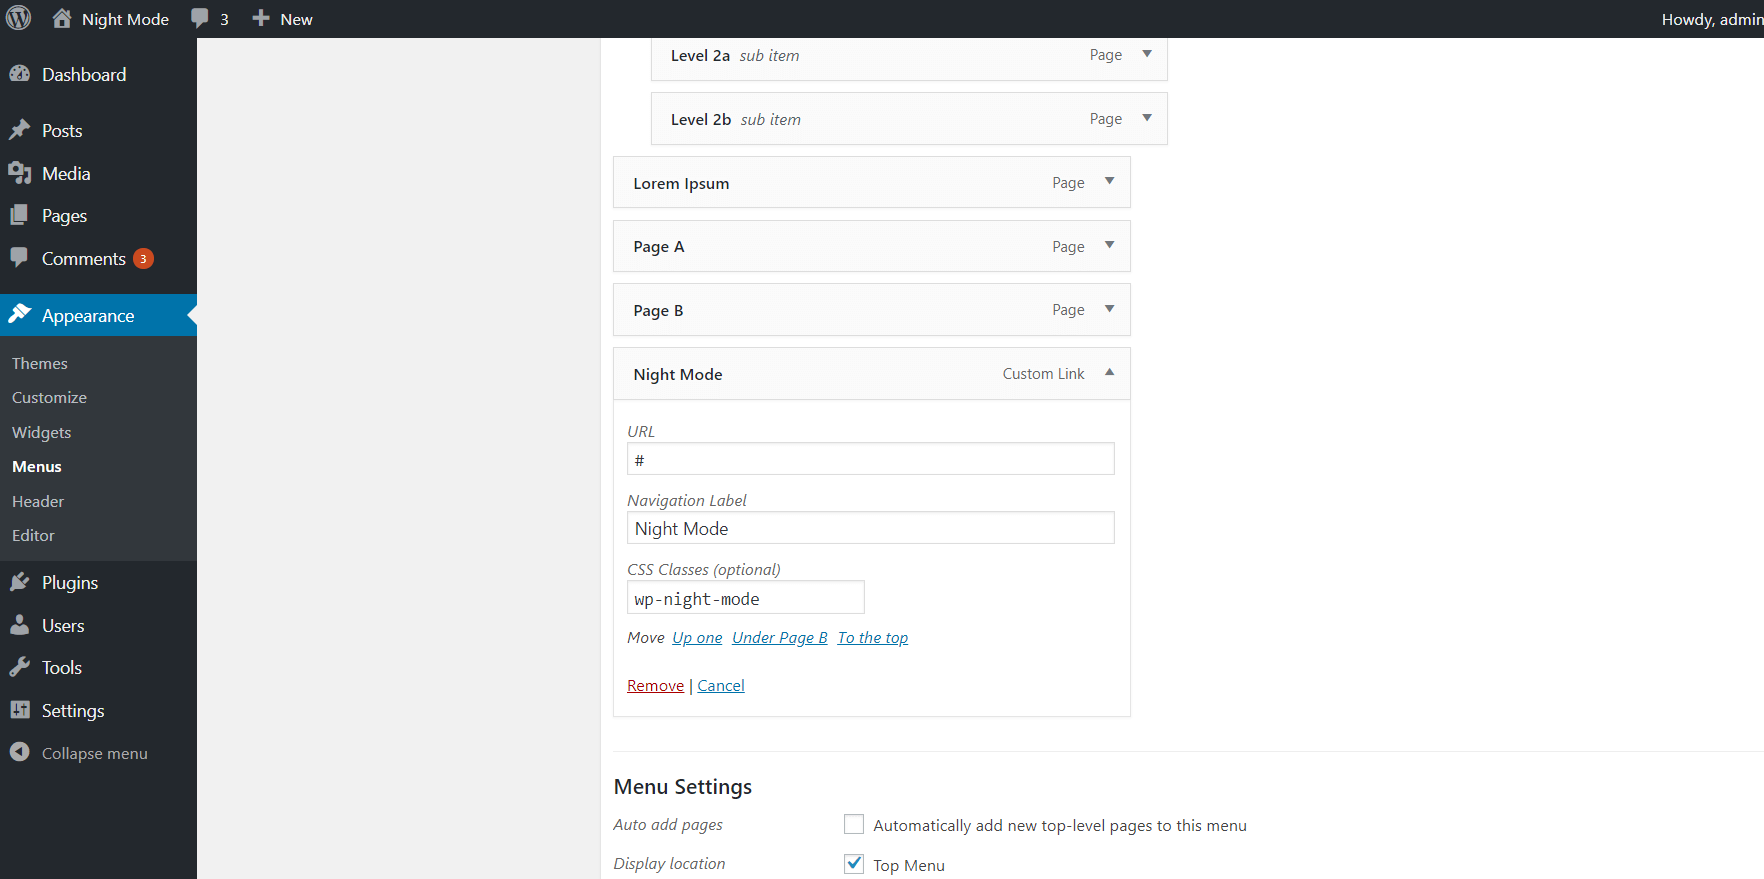 Night Mode 3 New Howdy, admin
Dashboard
Posts
Media
Pages
Comments 3
Appearance
Themes
Customize
Widgets
Menus
Header
Editor
Plugins
Users
Tools
Settings
Collapse menu
Level 2a sub item Page
Level 2b sub item Page
Lorem Ipsum Page
Page A Page
Page B Page
Night Mode Custom Link
URL
#
Navigation Label
Night Mode
CSS Classes (optional)
wp-night-mode
Move Up one Under Page B To the top
Remove | Cancel
Menu Settings
Auto add pages Automatically add new top-level pages to this menu
Display location Top Menu